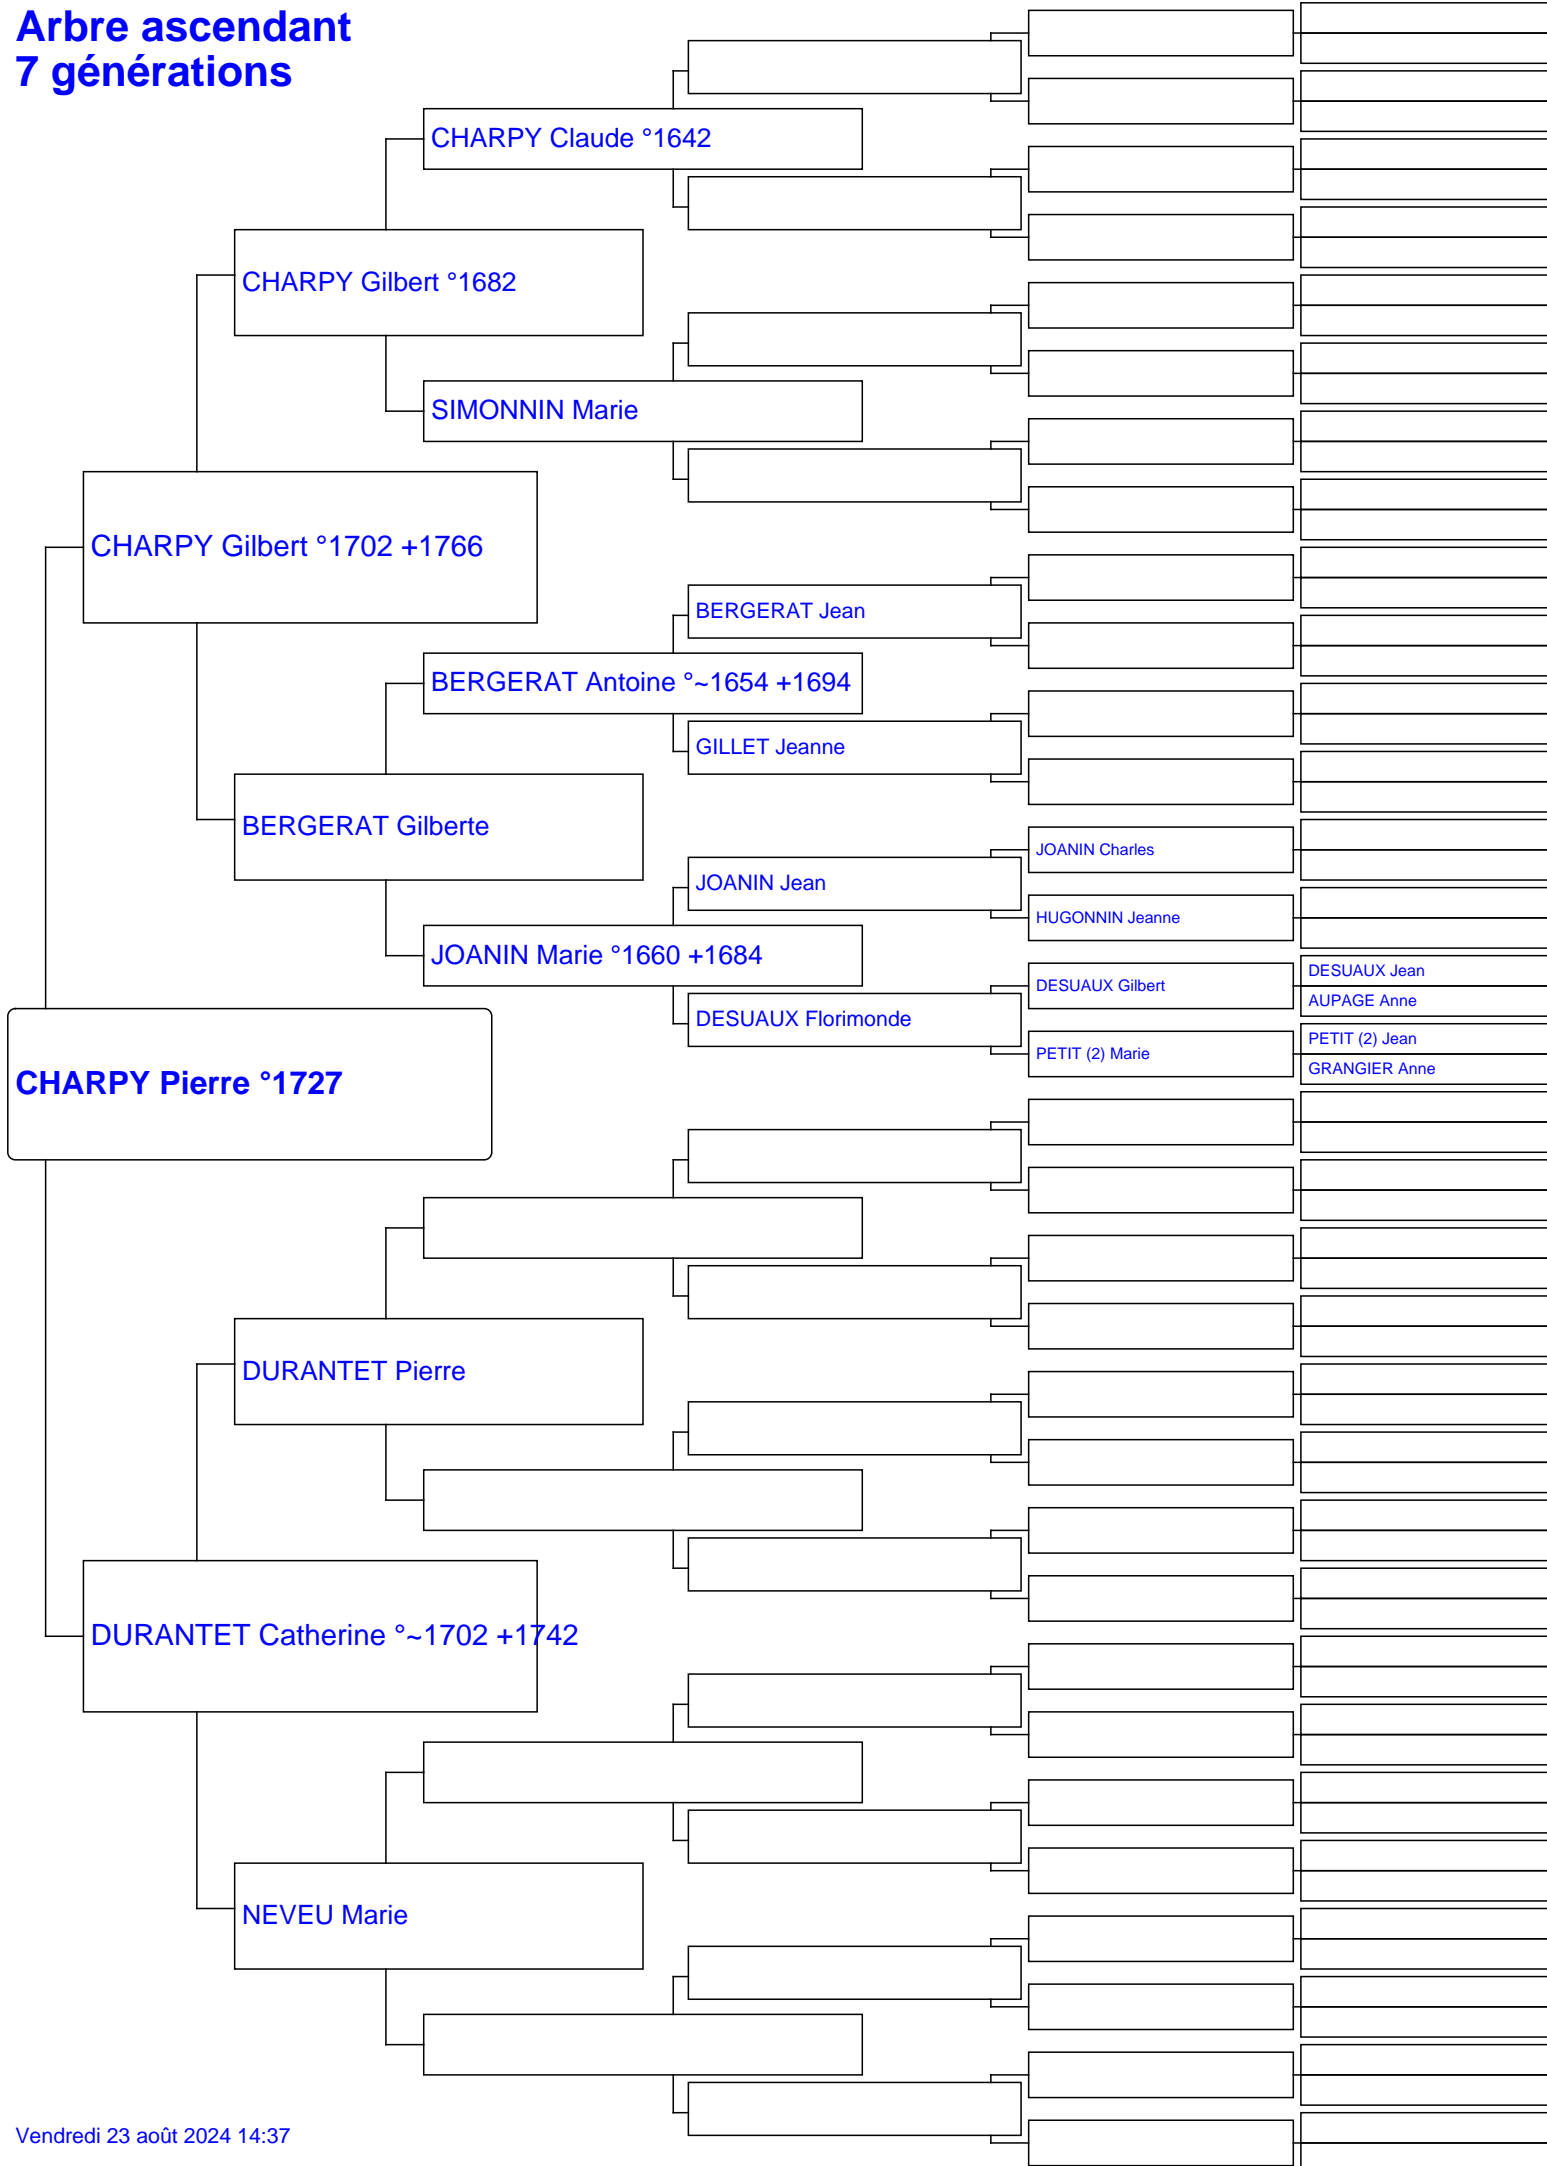 Arbre ascendant
7 générations
CHARPY Claude °1642
CHARPY Gilbert °1682
SIMONNIN Marie
CHARPY Gilbert °1702 +1766
BERGERAT Jean
BERGERAT Antoine °~1654 +1694
GILLET Jeanne
BERGERAT Gilberte
JOANIN Charles
JOANIN Jean
HUGONNIN Jeanne
JOANIN Marie °1660 +1684
DESUAUX Jean
DESUAUX Gilbert
AUPAGE Anne
DESUAUX Florimonde
PETIT (2) Jean
PETIT (2) Marie
GRANGIER Anne
CHARPY Pierre °1727
DURANTET Pierre
DURANTET Catherine °~1702 +1742
NEVEU Marie
Vendredi 23 août 2024 14:37